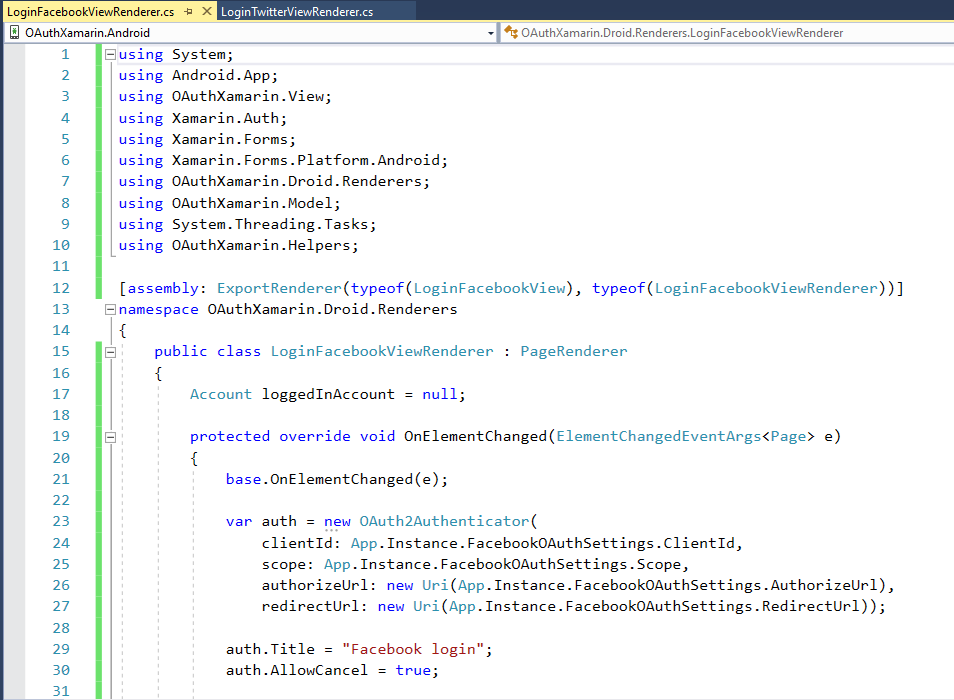 LoginFacebookViewRenderer.cs LoginTwitterViewRenderer.cs
OAuthXamarin.Android OAuthXamarin.Droid.Renderers.LoginFacebookViewRenderer
1 using System;
2 using Android.App;
3 using OAuthXamarin.View;
4 using Xamarin.Auth;
5 using Xamarin.Forms;
6 using Xamarin.Forms.Platform.Android;
7 using OAuthXamarin.Droid.Renderers;
8 using OAuthXamarin.Model;
9 using System.Threading.Tasks;
10 using OAuthXamarin.Helpers;
11
12 [assembly: ExportRenderer(typeof(LoginFacebookView), typeof(LoginFacebookViewRenderer))]
13 namespace OAuthXamarin.Droid.Renderers
14 {
15 public class LoginFacebookViewRenderer : PageRenderer
16 {
17 Account loggedInAccount = null;
18
19 protected override void OnElementChanged(ElementChangedEventArgs<Page> e)
20 {
21 base.OnElementChanged(e);
22
23 var auth = new OAuth2Authenticator(
24 clientId: App.Instance.FacebookOAuthSettings.ClientId,
25 scope: App.Instance.FacebookOAuthSettings.Scope,
26 authorizeUrl: new Uri(App.Instance.FacebookOAuthSettings.AuthorizeUrl),
27 redirectUrl: new Uri(App.Instance.FacebookOAuthSettings.RedirectUrl));
28
29 auth.Title = "Facebook login";
30 auth.AllowCancel = true;
31